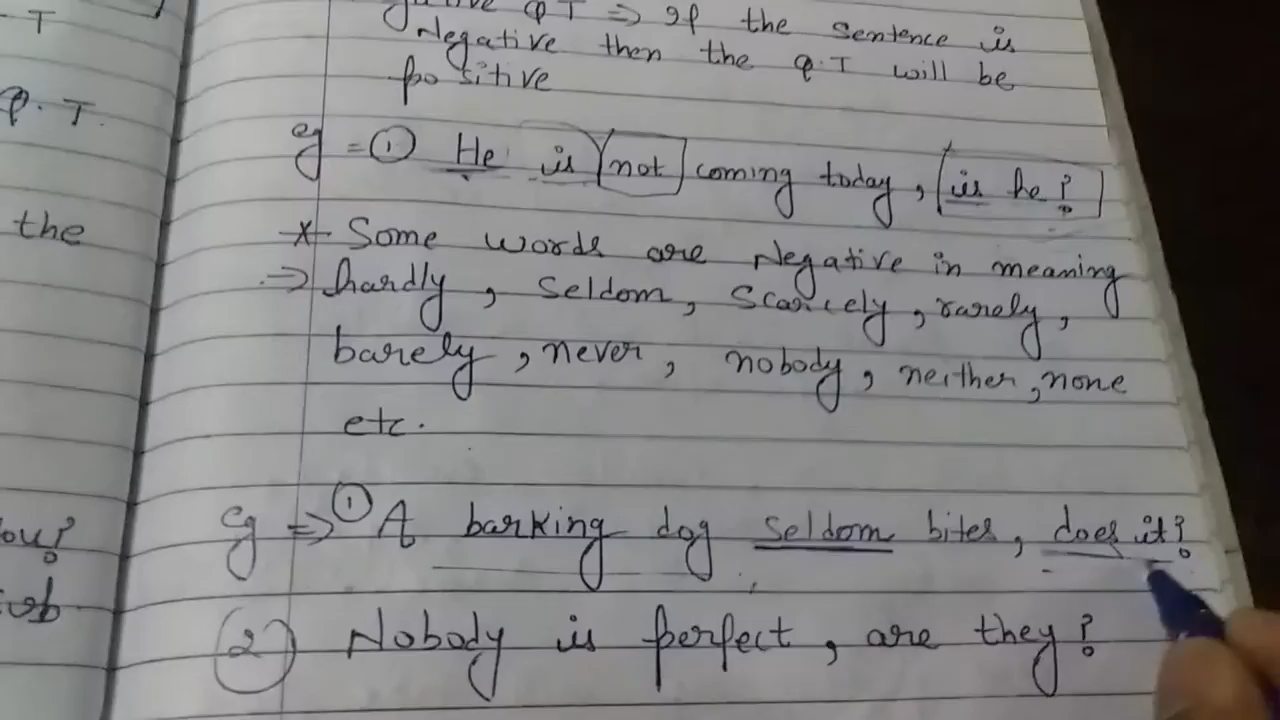 T
Q.T ⇒ If the Sentence is
Negative then the Q.T will be
positive
Q.T.
eg = ① He is not coming today, is he?
the
* Some words are Negative in meaning
⇒ hardly, Seldom, Scarcely, rarely,
barely, never, nobody, neither, none
etc.
eg ⇒ ① A barking dog Seldom bites, does it?
② Nobody is perfect, are they?